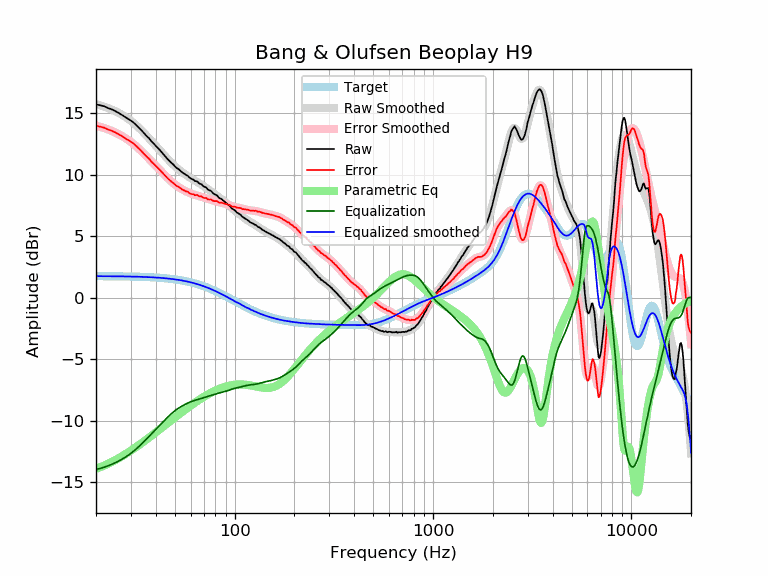 Bang & Olufsen Beoplay H9
Target
Raw Smoothed
Error Smoothed
Raw
Error
Parametric Eq
Equalization
Equalized smoothed
Amplitude (dBr)
15
10
5
0
−5
−10
−15
100
1000
10000
Frequency (Hz)